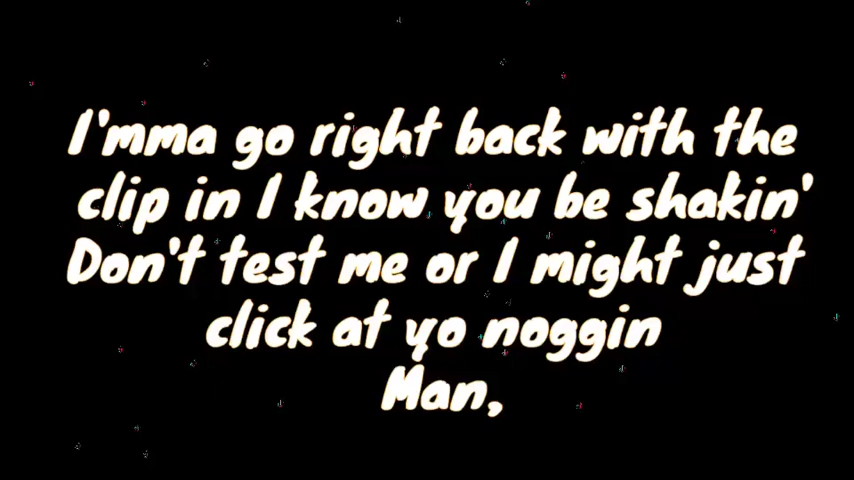 I'mma go right back with the
clip in I know you be shakin'
Don't test me or I might just
click at yo noggin
Man,